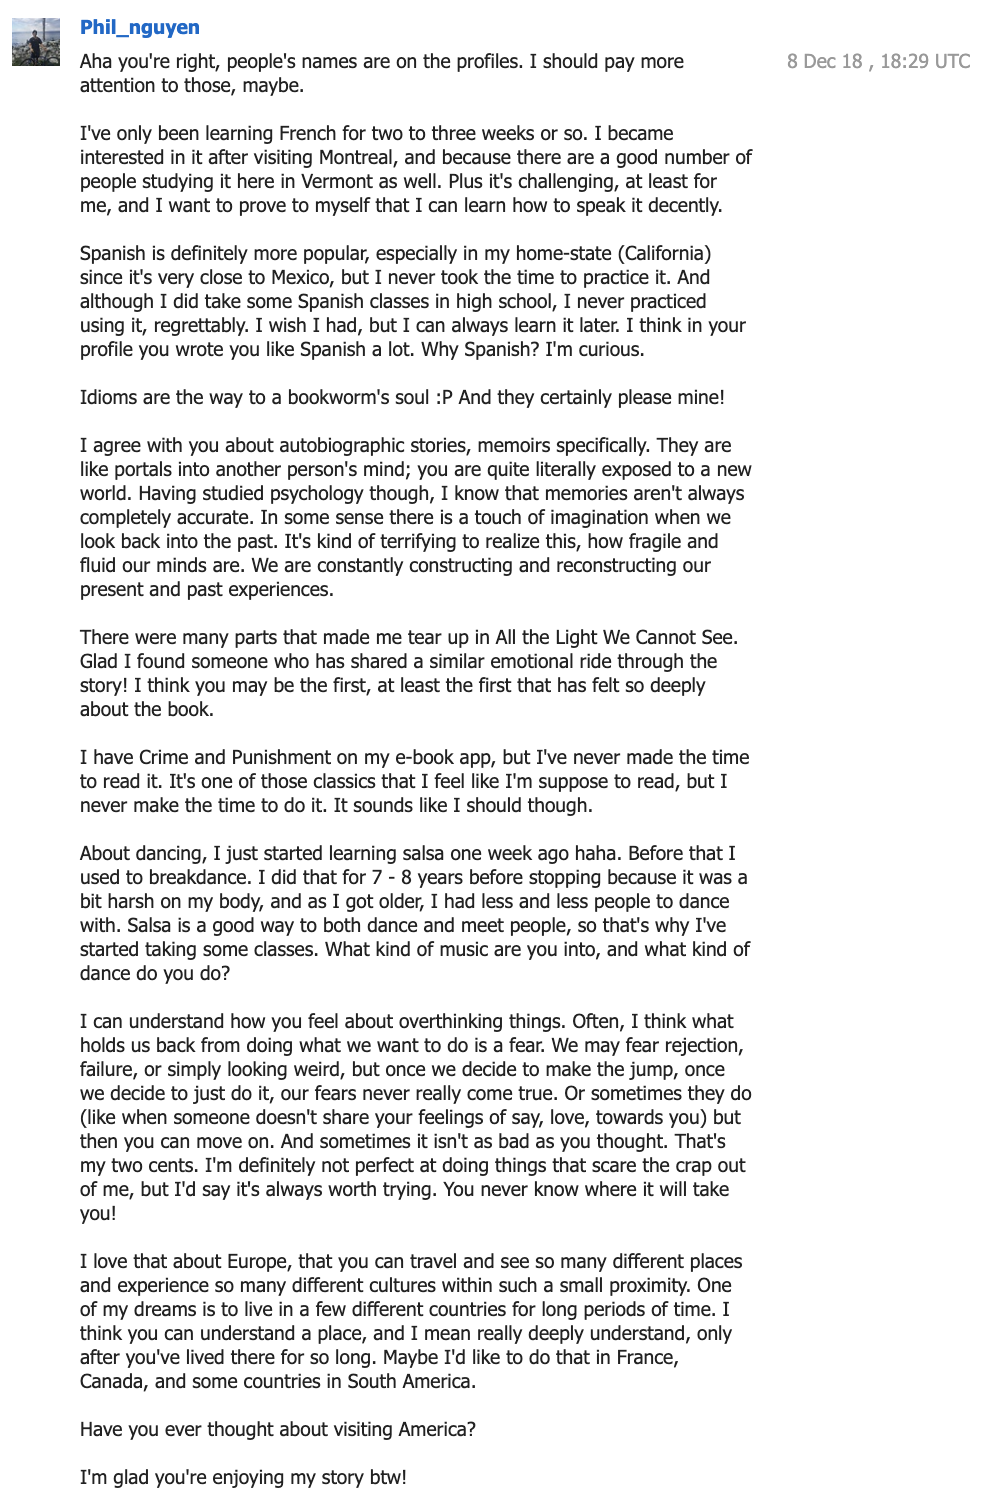 Phil_nguyen
Aha you're right, people's names are on the profiles. I should pay more
8 Dec 18 , 18:29 UTC
attention to those, maybe.
I've only been learning French for two to three weeks or so. I became
interested in it after visiting Montreal, and because there are a good number of
people studying it here in Vermont as well. Plus it's challenging, at least for
me, and I want to prove to myself that I can learn how to speak it decently.
Spanish is definitely more popular, especially in my home-state (California)
since it's very close to Mexico, but I never took the time to practice it. And
although I did take some Spanish classes in high school, I never practiced
using it, regrettably. I wish I had, but I can always learn it later. I think in your
profile you wrote you like Spanish a lot. Why Spanish? I'm curious.
Idioms are the way to a bookworm's soul :P And they certainly please mine!
I agree with you about autobiographic stories, memoirs specifically. They are
like portals into another person's mind; you are quite literally exposed to a new
world. Having studied psychology though, I know that memories aren't always
completely accurate. In some sense there is a touch of imagination when we
look back into the past. It's kind of terrifying to realize this, how fragile and
fluid our minds are. We are constantly constructing and reconstructing our
present and past experiences.
There were many parts that made me tear up in All the Light We Cannot See.
Glad I found someone who has shared a similar emotional ride through the
story! I think you may be the first, at least the first that has felt so deeply
about the book.
I have Crime and Punishment on my e-book app, but I've never made the time
to read it. It's one of those classics that I feel like I'm suppose to read, but I
never make the time to do it. It sounds like I should though.
About dancing, I just started learning salsa one week ago haha. Before that I
used to breakdance. I did that for 7 - 8 years before stopping because it was a
bit harsh on my body, and as I got older, I had less and less people to dance
with. Salsa is a good way to both dance and meet people, so that's why I've
started taking some classes. What kind of music are you into, and what kind of
dance do you do?
I can understand how you feel about overthinking things. Often, I think what
holds us back from doing what we want to do is a fear. We may fear rejection,
failure, or simply looking weird, but once we decide to make the jump, once
we decide to just do it, our fears never really come true. Or sometimes they do
(like when someone doesn't share your feelings of say, love, towards you) but
then you can move on. And sometimes it isn't as bad as you thought. That's
my two cents. I'm definitely not perfect at doing things that scare the crap out
of me, but I'd say it's always worth trying. You never know where it will take
you!
I love that about Europe, that you can travel and see so many different places
and experience so many different cultures within such a small proximity. One
of my dreams is to live in a few different countries for long periods of time. I
think you can understand a place, and I mean really deeply understand, only
after you've lived there for so long. Maybe I'd like to do that in France,
Canada, and some countries in South America.
Have you ever thought about visiting America?
I'm glad you're enjoying my story btw!